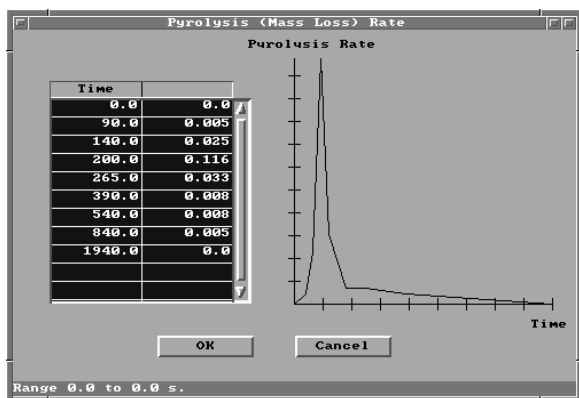 Pyrolysis (Mass Loss) Rate
Pyrolysis Rate
Time
0.0 0.0
90.0 0.005
140.0 0.025
200.0 0.116
265.0 0.033
390.0 0.008
540.0 0.008
840.0 0.005
1940.0 0.0
Time
OK Cancel
Range 0.0 to 0.0 s.